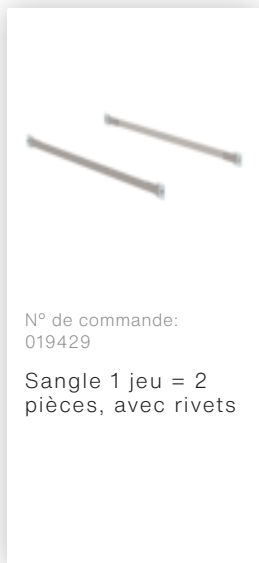 N° de commande:
019429
Sangle 1 jeu = 2
pièces, avec rivets